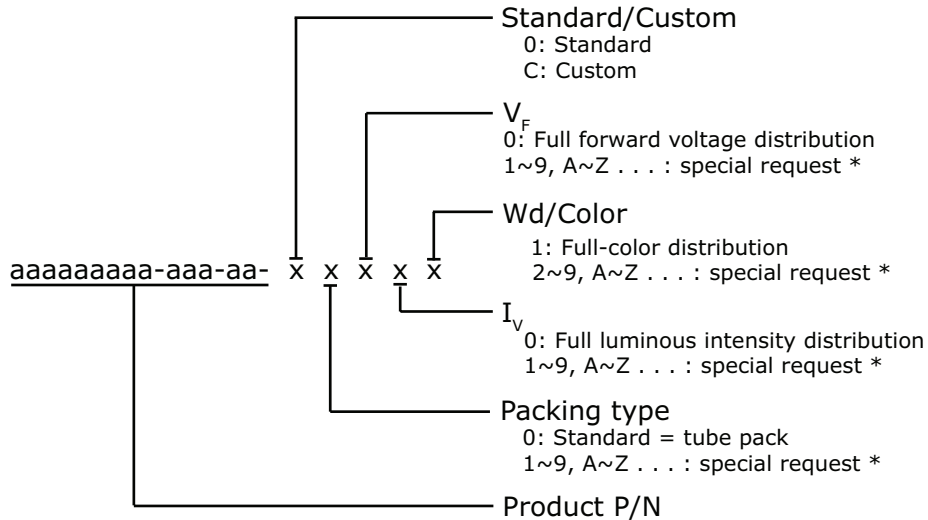 Standard/Custom
0: Standard
C: Custom
VF
0: Full forward voltage distribution
1~9, A~Z . . . : special request *
Wd/Color
1: Full-color distribution
2~9, A~Z . . . : special request *
aaaaaaaaa-aaa-aa- x x x x x
IV
0: Full luminous intensity distribution
1~9, A~Z . . . : special request *
Packing type
0: Standard = tube pack
1~9, A~Z . . . : special request *
Product P/N